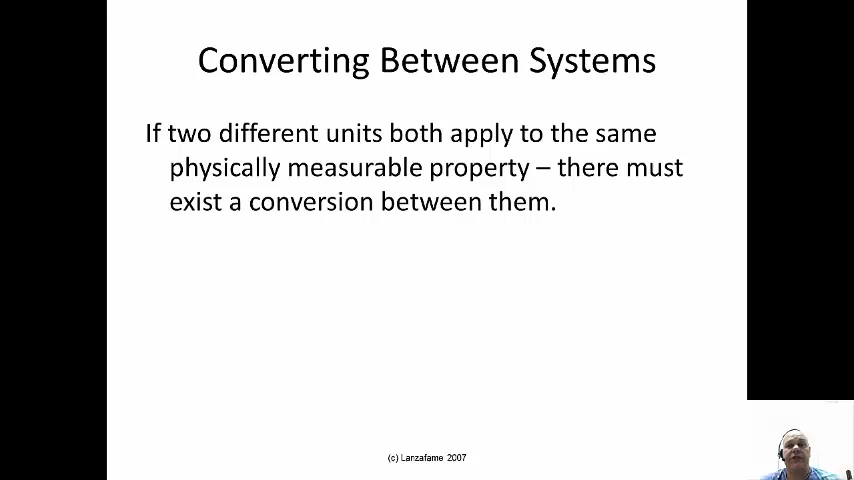 Converting Between Systems
If two different units both apply to the same
physically measurable property – there must
exist a conversion between them.
(c) Lanzafame 2007